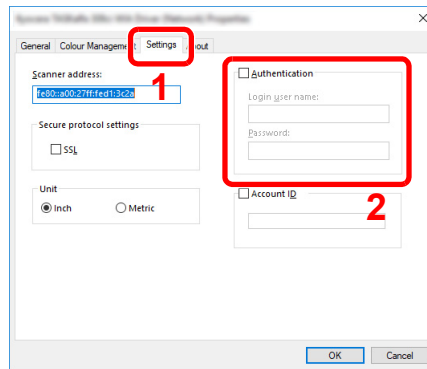 General Colour Management Settings About
Scanner address:
fe80::a00:27ff:fed1:3c2a
1
Secure protocol settings
SSL
Unit
Inch Metric
Authentication
Login user name:
Password:
Account ID
2
OK Cancel